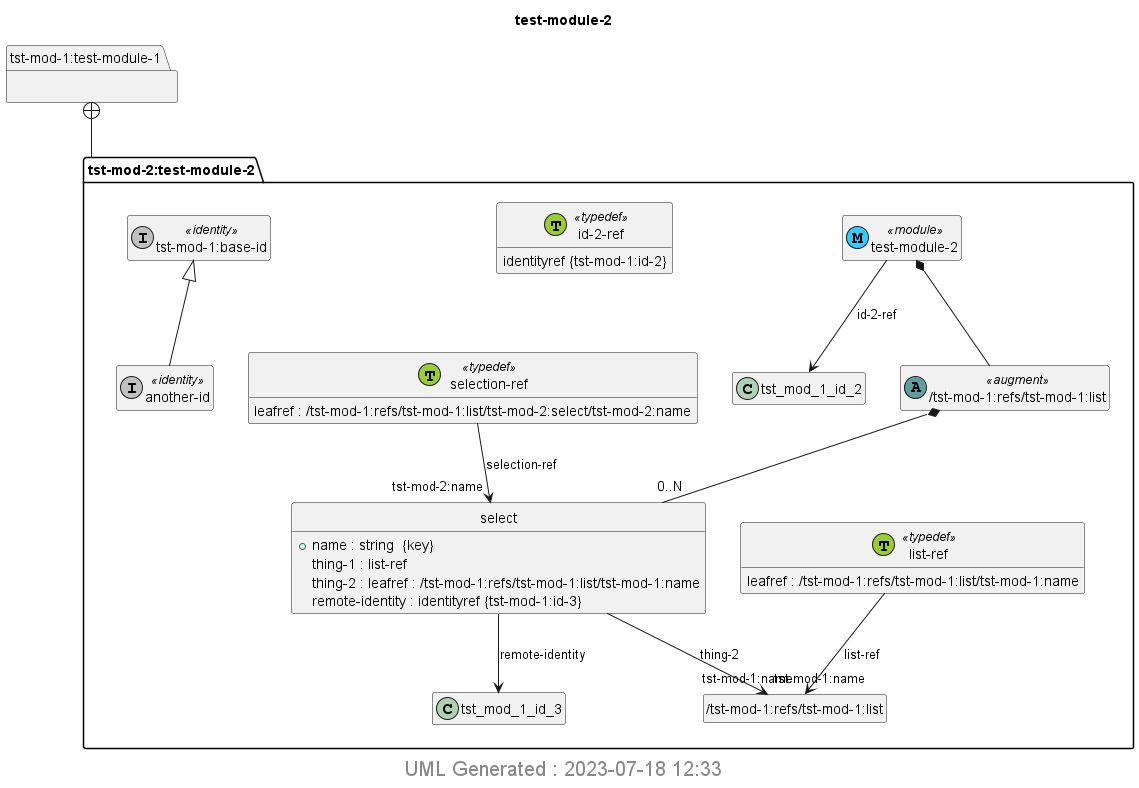 test-module-2
tst-mod-1:test-module-1
tst-mod-2:test-module-2
I «identity»
tst-mod-1:base-id
T «typedef»
id-2-ref
identityref {tst-mod-1:id-2}
M «module»
test-module-2
id-2-ref
I «identity»
another-id
T «typedef»
selection-ref
leafref : /tst-mod-1:refs/tst-mod-1:list/tst-mod-2:select/tst-mod-2:name
C tst_mod_1_id_2
A «augment»
/tst-mod-1:refs/tst-mod-1:list
selection-ref
tst-mod-2:name
0..N
select
name : string {key}
thing-1 : list-ref
thing-2 : leafref : /tst-mod-1:refs/tst-mod-1:list/tst-mod-1:name
remote-identity : identityref {tst-mod-1:id-3}
T «typedef»
list-ref
leafref : /tst-mod-1:refs/tst-mod-1:list/tst-mod-1:name
remote-identity
thing-2
list-ref
tst-mod-1:name
tst-mod-1:name
C tst_mod_1_id_3
/tst-mod-1:refs/tst-mod-1:list
UML Generated : 2023-07-18 12:33